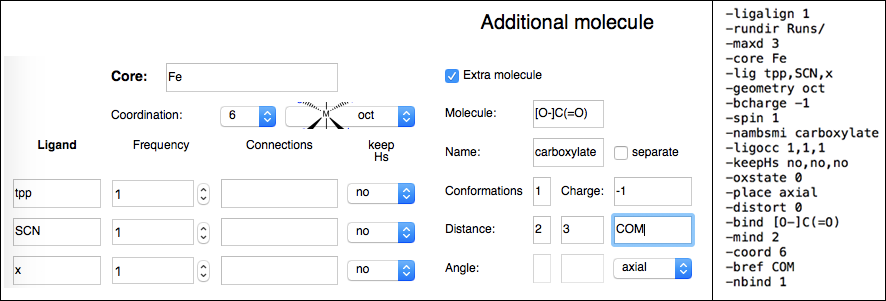 Additional molecule
Core: Fe
Extra molecule
Coordination: 6 M oct
Molecule: [O-]C(=O)
Ligand Frequency Connections keep Hs
Name: carboxylate separate
tpp 1 no
Conformations 1 Charge: -1
SCN 1 no
Distance: 2 3 COM
x 1 no
Angle: axial
-ligalign 1
-rundir Runs/
-maxd 3
-core Fe
-lig tpp,SCN,x
-geometry oct
-bcharge -1
-spin 1
-nambsmi carboxylate
-ligocc 1,1,1
-keepHs no,no,no
-oxstate 0
-place axial
-distort 0
-bind [O-]C(=O)
-mind 2
-coord 6
-bref COM
-nbind 1